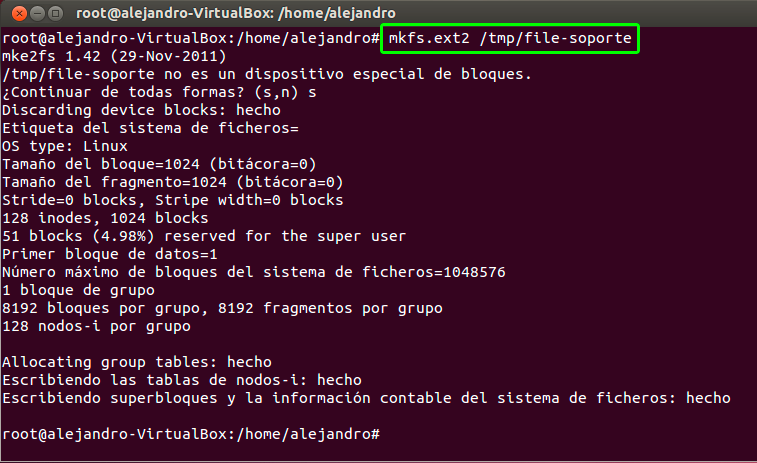 root@alejandro-VirtualBox: /home/alejandro
root@alejandro-VirtualBox:/home/alejandro# mkfs.ext2 /tmp/file-soporte
mke2fs 1.42 (29-Nov-2011)
/tmp/file-soporte no es un dispositivo especial de bloques.
¿Continuar de todas formas? (s,n) s
Discarding device blocks: hecho
Etiqueta del sistema de ficheros=
OS type: Linux
Tamaño del bloque=1024 (bitácora=0)
Tamaño del fragmento=1024 (bitácora=0)
Stride=0 blocks, Stripe width=0 blocks
128 inodes, 1024 blocks
51 blocks (4.98%) reserved for the super user
Primer bloque de datos=1
Número máximo de bloques del sistema de ficheros=1048576
1 bloque de grupo
8192 bloques por grupo, 8192 fragmentos por grupo
128 nodos-i por grupo
Allocating group tables: hecho
Escribiendo las tablas de nodos-i: hecho
Escribiendo superbloques y la información contable del sistema de ficheros: hecho
root@alejandro-VirtualBox:/home/alejandro#